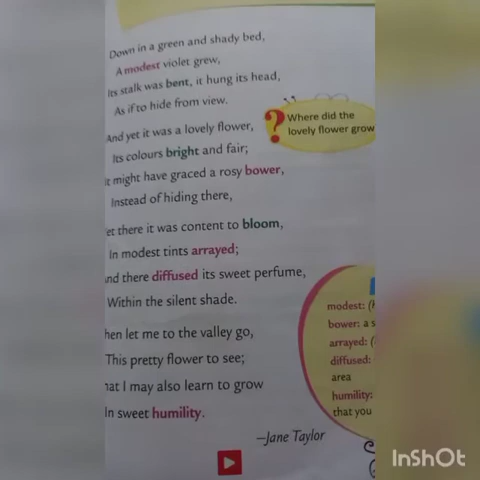 Down in a green and shady bed,
A modest violet grew,
Its stalk was bent, it hung its head,
As if to hide from view.
And yet it was a lovely flower,
Its colours bright and fair;
It might have graced a rosy bower,
Instead of hiding there,
et there it was content to bloom,
In modest tints arrayed;
nd there diffused its sweet perfume,
Within the silent shade.
hen let me to the valley go,
This pretty flower to see;
hat I may also learn to grow
In sweet humility.
—Jane Taylor
?
Where did the
lovely flower grow
modest: (h
bower: a s
arrayed: (
diffused:
area
humility:
that you
InShOt